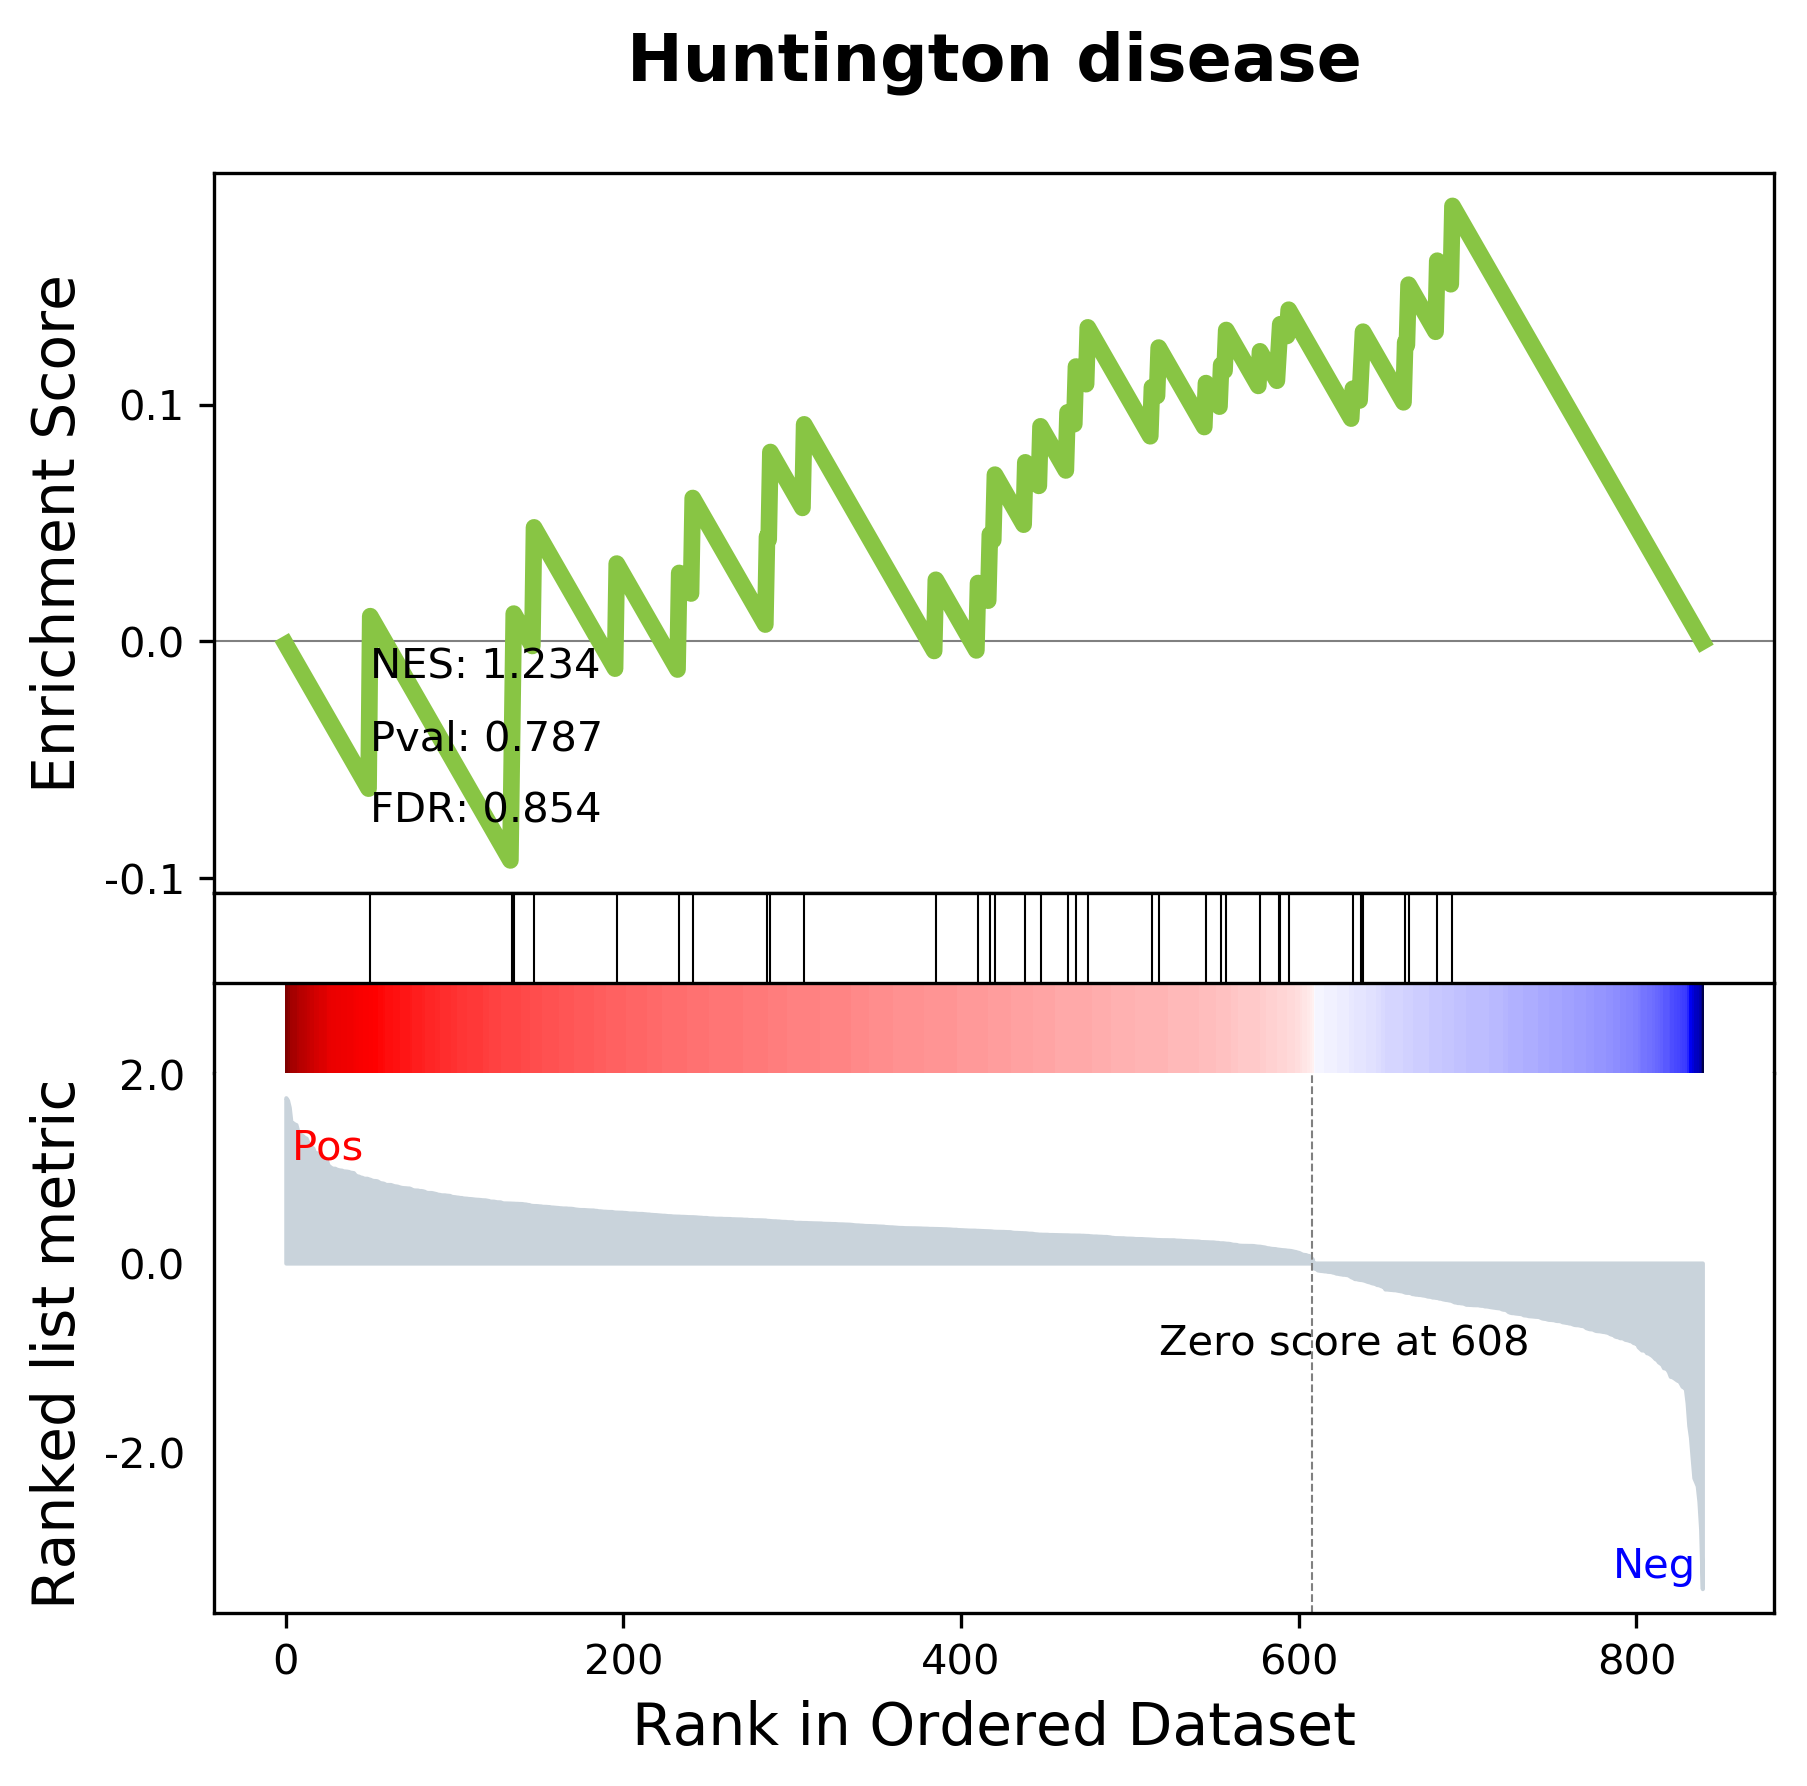 Huntington disease
Enrichment Score
0.1
0.0
-0.1
NES: 1.234
Pval: 0.787
FDR: 0.854
Ranked list metric
2.0
0.0
-2.0
Pos
Zero score at 608
Neg
0 200 400 600 800
Rank in Ordered Dataset